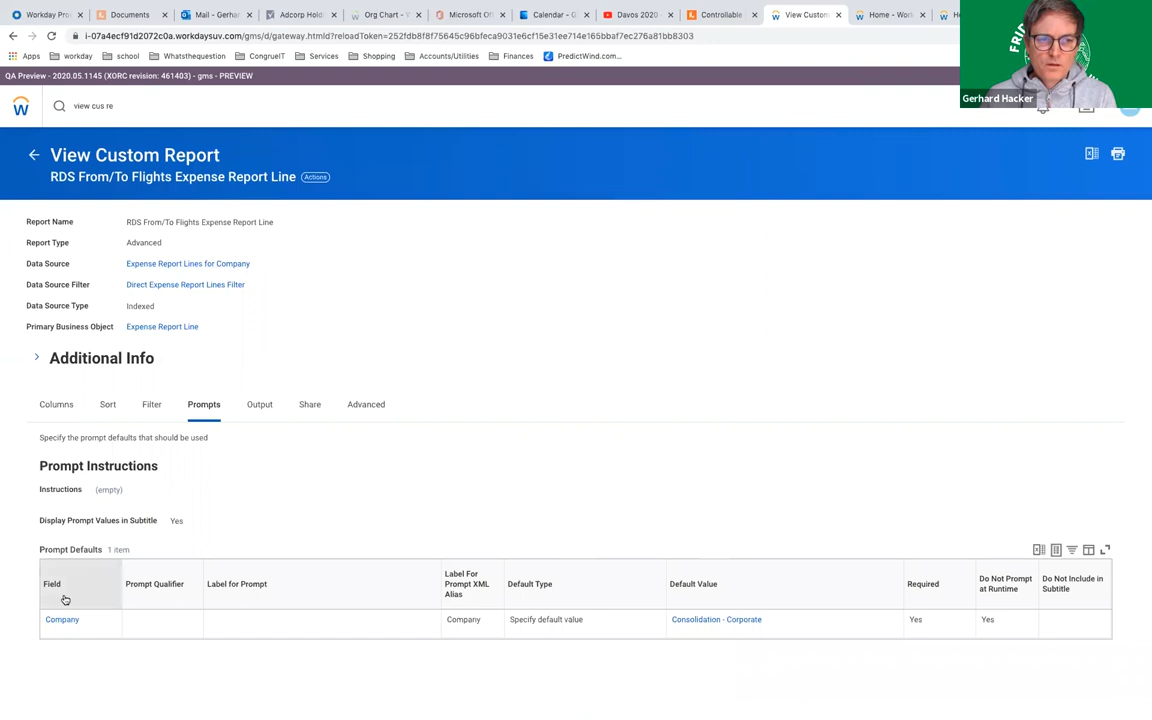 Workday Pro
Documents
Mail - Gerha
Adcorp Hold
Org Chart - W
Microsoft Of
Calendar - G
Davos 2020
Controllable
View Custom
Home - Work
He
i-07a4ecf91d2072c0a.workdaysuv.com/gms/d/gateway.html?reloadToken=252fdb8f8f75645c96bfeca9031e6cf15e31ee714e165bbaf7ec276a81bb8303
Apps workday school Whatsthequestion CongrueIT Services Shopping Accounts/Utilities Finances PredictWind.com...
QA Preview - 2020.05.1145 (XORC revision: 461403) - gms - PREVIEW
FRID
Gerhard Hacker
view cus re
View Custom Report
RDS From/To Flights Expense Report Line Actions
Report Name RDS From/To Flights Expense Report Line
Report Type Advanced
Data Source Expense Report Lines for Company
Data Source Filter Direct Expense Report Lines Filter
Data Source Type Indexed
Primary Business Object Expense Report Line
Additional Info
Columns Sort Filter Prompts Output Share Advanced
Specify the prompt defaults that should be used
Prompt Instructions
Instructions (empty)
Display Prompt Values in Subtitle Yes
Prompt Defaults 1 item
Field
Prompt Qualifier
Label for Prompt
Label For
Prompt XML
Alias
Default Type
Default Value
Required
Do Not Prompt
at Runtime
Do Not Include in
Subtitle
Company Company Specify default value Consolidation - Corporate Yes Yes